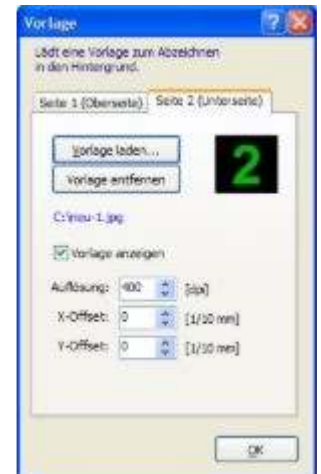 Vorlage
Lädt eine Vorlage zum Abzeichnen
in den Hintergrund.
Seite 1 (Oberseite) Seite 2 (Unterseite)
Vorlage laden...
2
Vorlage entfernen
C:\neu-1.jpg
Vorlage anzeigen
Auflösung: 400 [dpi]
X-Offset: 0 [1/10 mm]
Y-Offset: 0 [1/10 mm]
OK